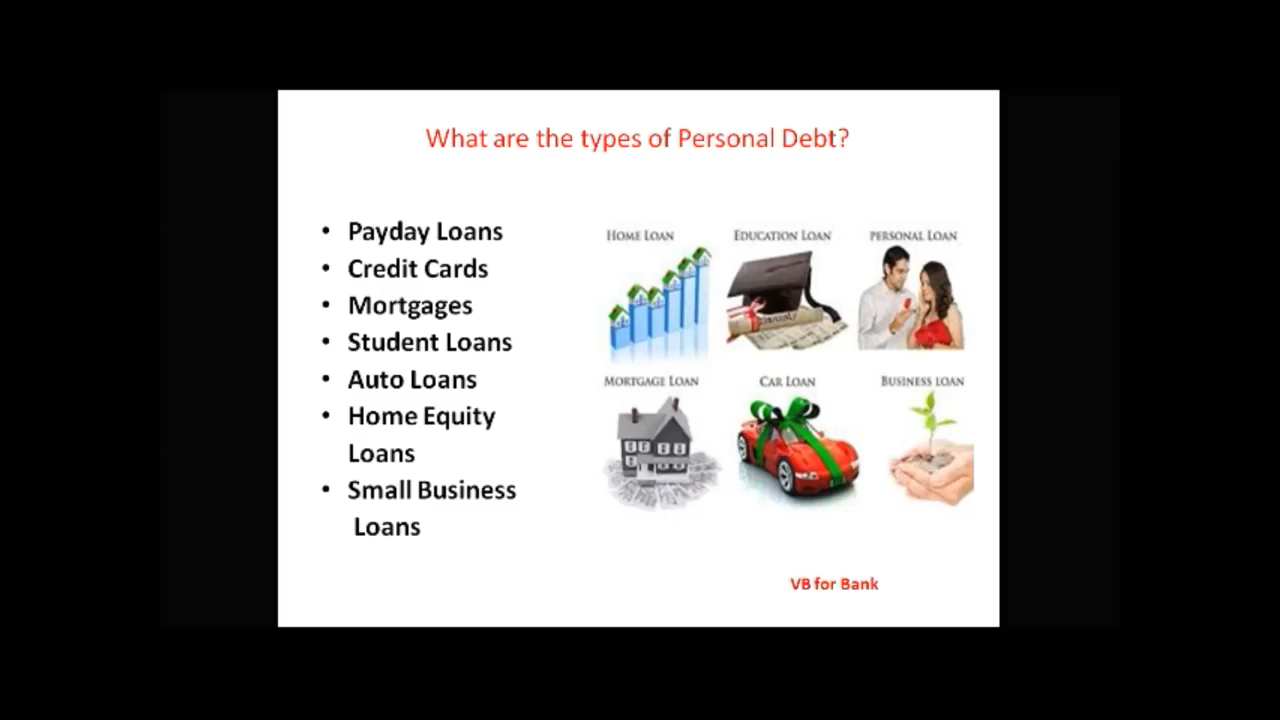 What are the types of Personal Debt?
• Payday Loans
• Credit Cards
• Mortgages
• Student Loans
• Auto Loans
• Home Equity
Loans
• Small Business
Loans
HOME LOAN
EDUCATION LOAN
PERSONAL LOAN
MORTGAGE LOAN
CAR LOAN
BUSINESS LOAN
VB for Bank